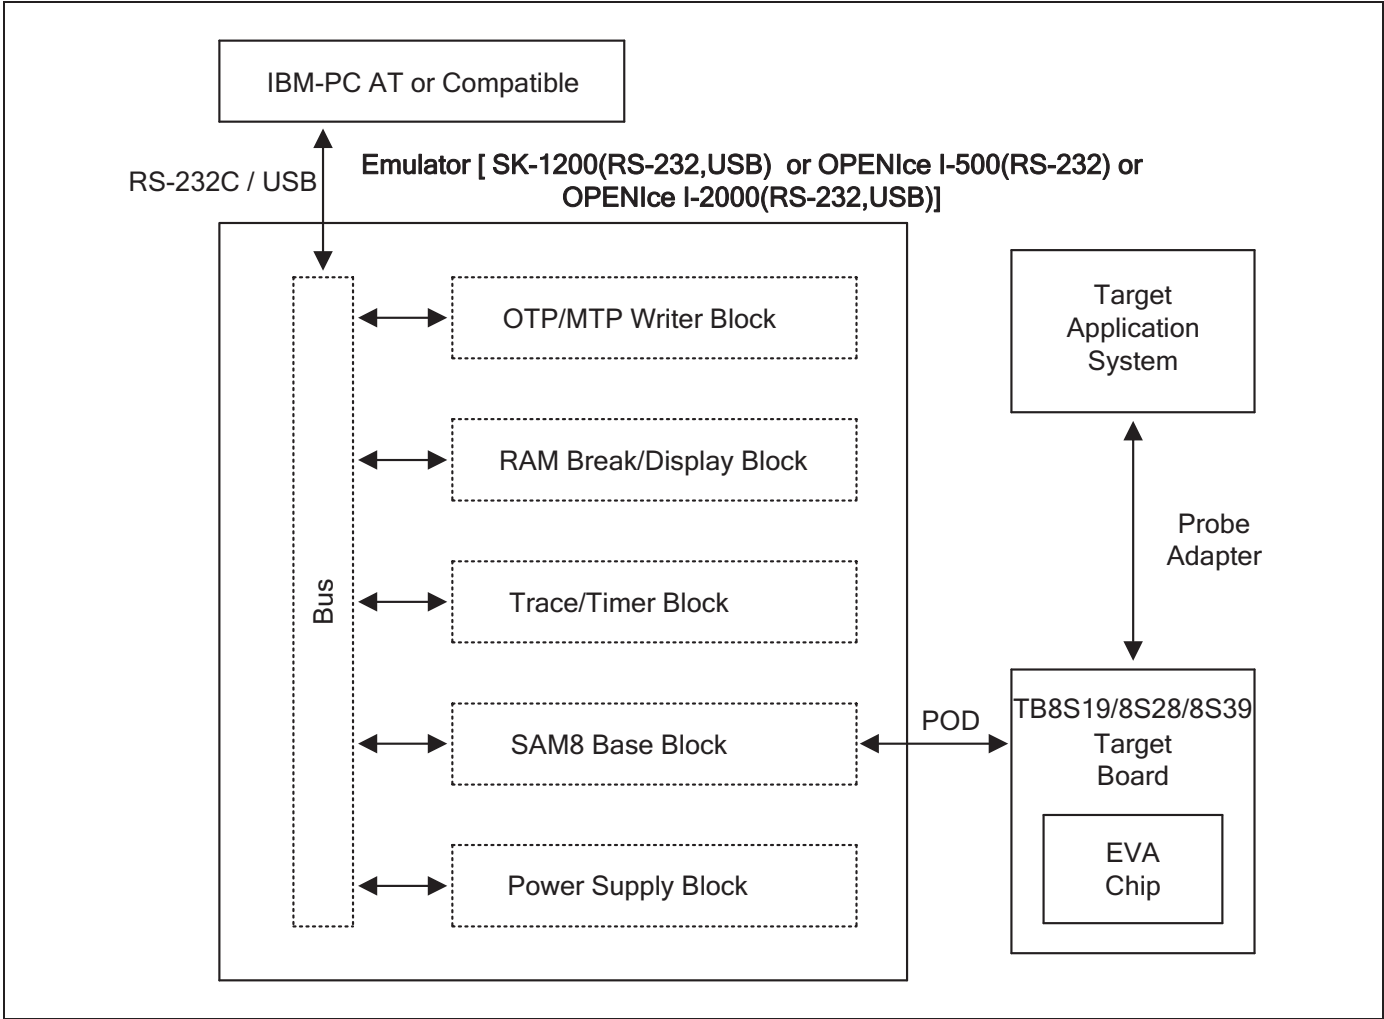 IBM-PC AT or Compatible
RS-232C / USB
Emulator [ SK-1200(RS-232,USB)  or OPENIce I-500(RS-232) or
OPENIce I-2000(RS-232,USB)]
OTP/MTP Writer Block
RAM Break/Display Block
Trace/Timer Block
SAM8 Base Block
Power Supply Block
Bus
POD
Target
Application
System
Probe
Adapter
TB8S19/8S28/8S39
Target
Board
EVA
Chip